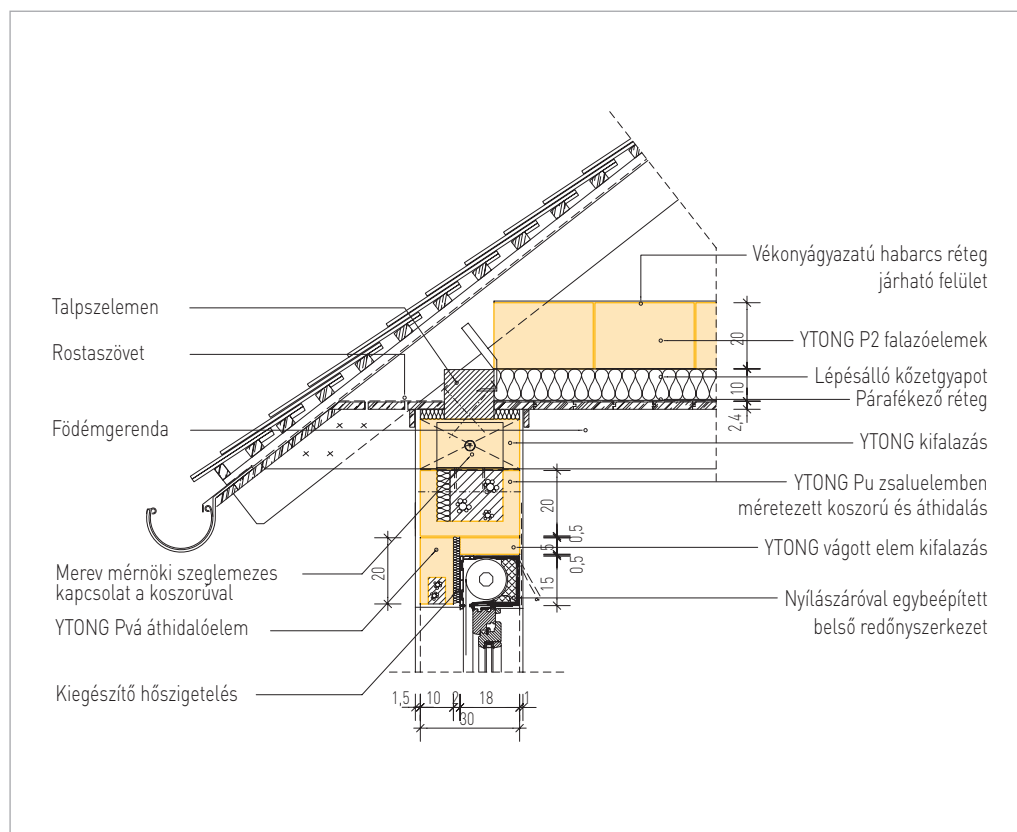 Vékonyágyazatú habarcs réteg
járható felület
Talpszelemen
Rostaszövet
YTONG P2 falazóelemek
20
Lépésálló kőzetgyapot
10
Párafékező réteg
2,4
Födémgerenda
YTONG kifalazás
YTONG Pu zsaluelemben
méretezett koszorú és áthidalás
20
0,5
YTONG vágott elem kifalazás
5
0,5
Merev mérnöki szeglemezes
kapcsolat a koszorúval
20
15
Nyílászáróval egybeépített
belső redőnyszerkezet
YTONG Pvá áthidalóelem
Kiegészítő hőszigetelés
1,5 10 2 18 1
30